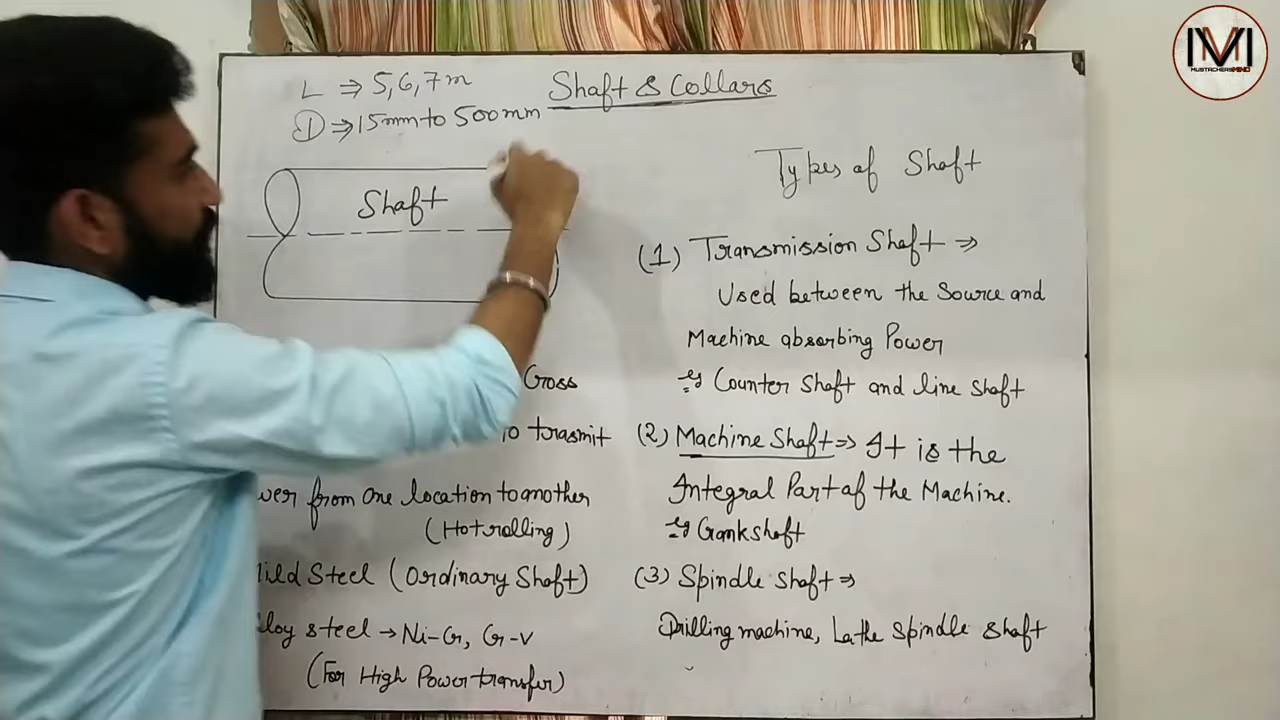 Shaft & Collars
L ⇒ 5,6,7m
D ⇒ 15mm to 500mm
Shaft
Cross
to trasmit
wer from one location to another
(Hot rolling)
ild Steel (Ordinary Shaft)
loy steel → Ni-Cr, Cr-V
(For High Power transfer)
Types of Shaft
(1) Transmission Shaft ⇒
Used between the Source and
Machine absorbing Power
eg Counter Shaft and line Shaft
(2) Machine Shaft ⇒ It is the
Integral Part of the Machine.
eg Crankshaft
(3) Spindle Shaft ⇒
Drilling machine, Lathe Spindle Shaft
MUSTACHERSMIND